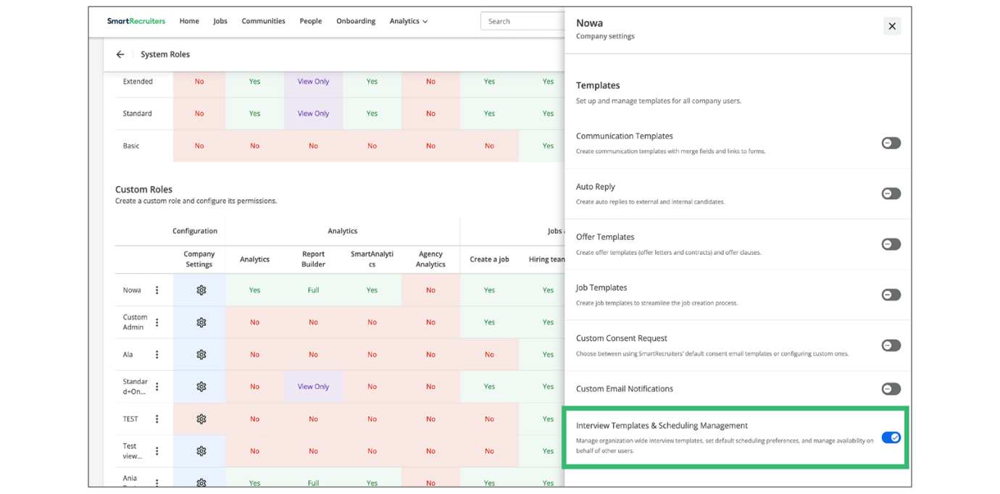 SmartRecruiters Home Jobs Communities People Onboarding Analytics Search
System Roles
Extended No Yes View Only Yes No Yes Yes
Standard No Yes View Only Yes No Yes Yes
Basic No No No No No No Yes
Custom Roles
Create a custom role and configure its permissions.
Configuration Analytics Jobs
Company Settings Analytics Report Builder SmartAnalyti cs Agency Analytics Create a job Hiring team
Nowa Yes Full Yes No Yes Yes
Custom Admin No No No No Yes Yes
Ala No No No No No Yes
Standar d+On... No View Only No No Yes Yes
TEST No No No No No Yes
Test view... No No No No No Yes
Ania Yes Full Yes No Yes Yes
Nowa
Company settings
Templates
Set up and manage templates for all company users.
Communication Templates
Create communication templates with merge fields and links to forms.
Auto Reply
Create auto replies to external and internal candidates.
Offer Templates
Create offer templates (offer letters and contracts) and offer clauses.
Job Templates
Create job templates to streamline the job creation process.
Custom Consent Request
Choose between using SmartRecruiters' default consent email templates or configuring custom ones.
Custom Email Notifications
Interview Templates & Scheduling Management
Manage organization-wide interview templates, set default scheduling preferences, and manage availability on
behalf of other users.